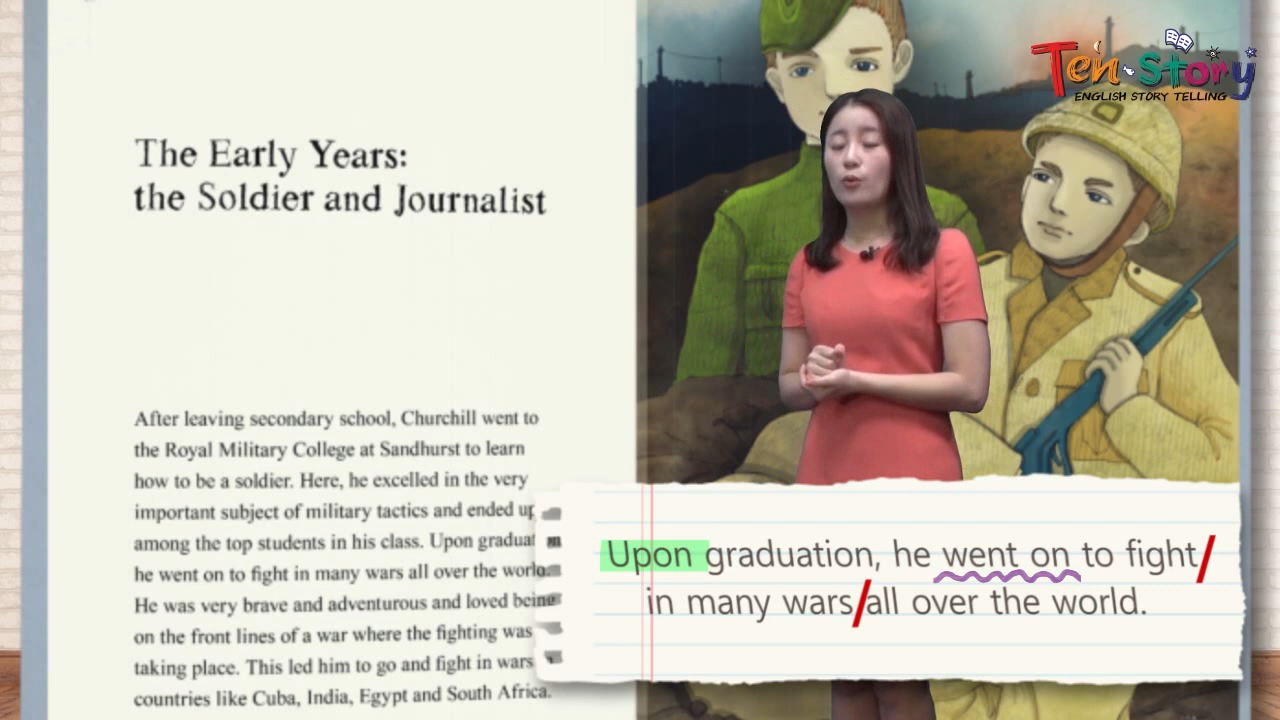 Ten Story
ENGLISH STORY TELLING
The Early Years:
the Soldier and Journalist
After leaving secondary school, Churchill went to
the Royal Military College at Sandhurst to learn
how to be a soldier. Here, he excelled in the very
important subject of military tactics and ended
among the top students in his class. Upon
he went on to fight in many wars all over the
He was very brave and adventurous and loved
on the front lines of a war where the fighting was
taking place. This led him to go and fight in wars
countries like Cuba, India, Egypt and South Africa.
Upon graduation, he went on to fight/
in many wars/all over the world.